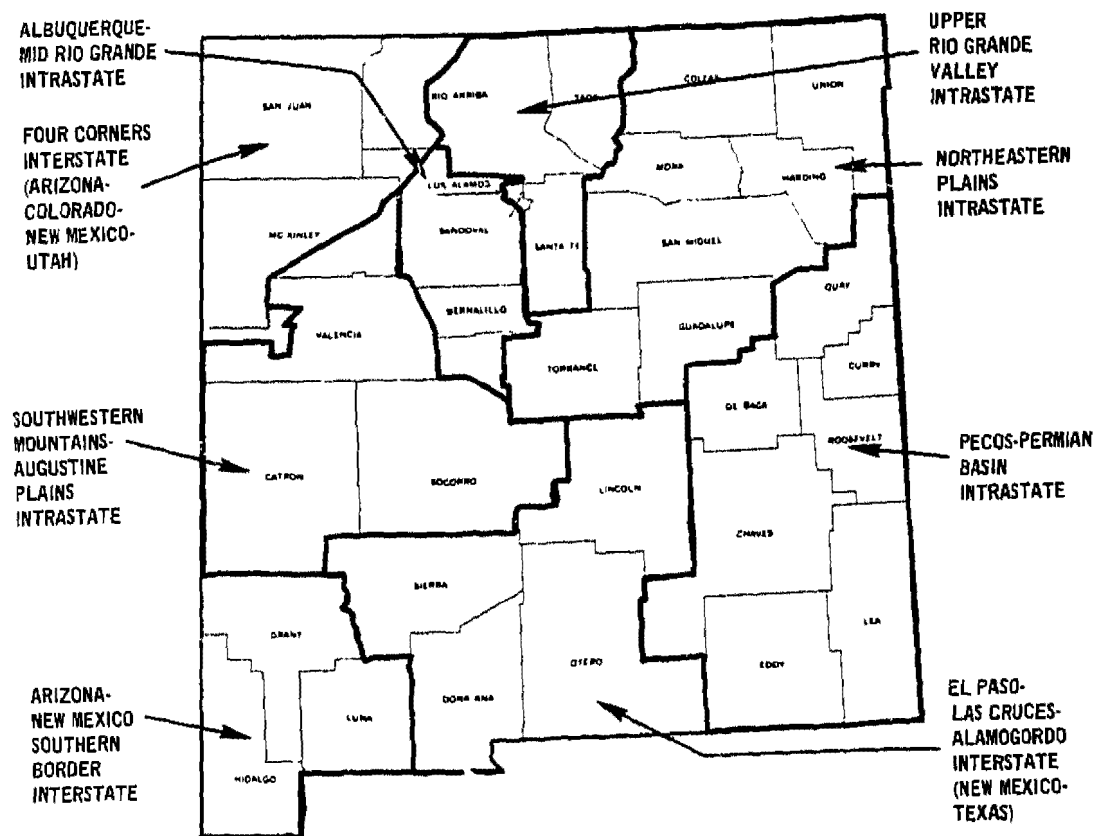 ALBUQUERQUE-
MID RIO GRANDE
INTRASTATE
UPPER
RIO GRANDE
VALLEY
INTRASTATE
FOUR CORNERS
INTERSTATE
(ARIZONA-
COLORADO-
NEW MEXICO-
UTAH)
NORTHEASTERN
PLAINS
INTRASTATE
SOUTHWESTERN
MOUNTAINS-
AUGUSTINE
PLAINS
INTRASTATE
PECOS-PERMIAN
BASIN
INTRASTATE
ARIZONA-
NEW MEXICO
SOUTHERN
BORDER
INTERSTATE
EL PASO-
LAS CRUCES-
ALAMOGORDO
INTERSTATE
(NEW MEXICO-
TEXAS)
SAN JUAN
RIO ARRIBA
TAOS
COLFAX
UNION
MORA
HARDING
LOS ALAMOS
MC KINLEY
SANDOVAL
SANTA FE
SAN MIGUEL
QUAY
BERNALILLO
VALENCIA
GUADALUPE
TORRANCE
CURRY
DE BACA
ROOSEVELT
CATRON
SOCORRO
LINCOLN
CHAVES
SIERRA
GRANT
OTERO
EDDY
LEA
LUNA
DONA ANA
HIDALGO